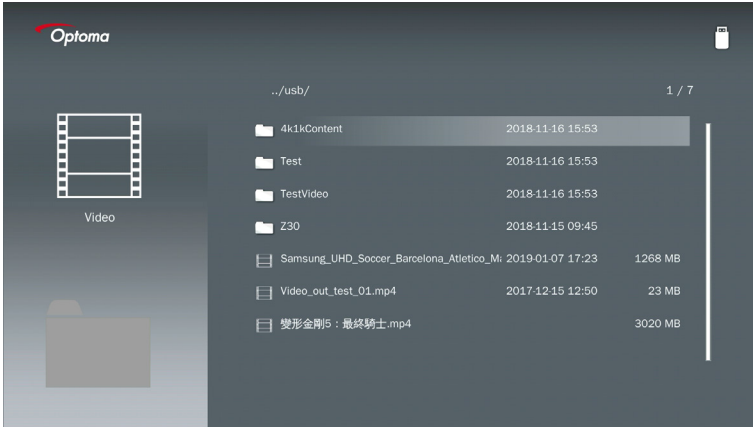 Optoma
../usb/ 1 / 7
4k1kContent 2018-11-16 15:53
Test 2018-11-16 15:53
TestVideo 2018-11-16 15:53
Video
Z30 2018-11-15 09:45
Samsung_UHD_Soccer_Barcelona_Atletico_Ma 2019-01-07 17:23 1268 MB
Video_out_test_01.mp4 2017-12-15 12:50 23 MB
變形金剛5：最終騎士.mp4 3020 MB